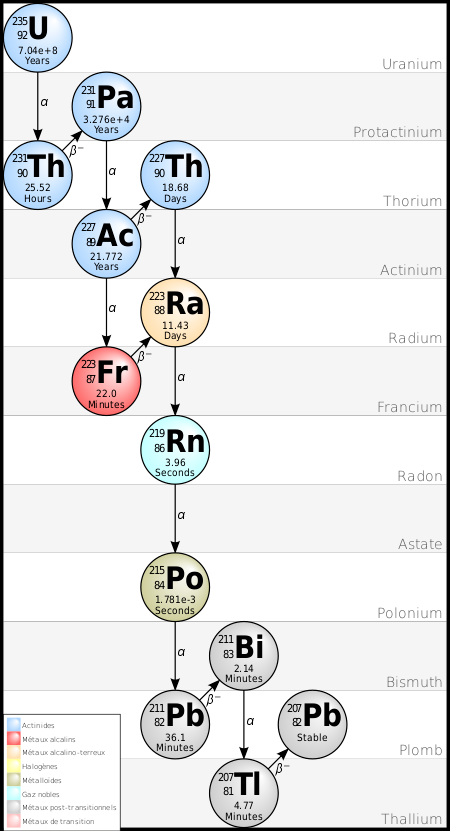 235
92 U
7.04e+8
Years
Uranium
α
231
91 Pa
3.276e+4
Years
Protactinium
231
90 Th
25.52
Hours
β⁻
α
227
90 Th
18.68
Days
Thorium
227
89 Ac
21.772
Years
β⁻
α
Actinium
α
223
88 Ra
11.43
Days
Radium
223
87 Fr
22.0
Minutes
β⁻
α
Francium
219
86 Rn
3.96
Seconds
Radon
α
Astate
215
84 Po
1.781e-3
Seconds
Polonium
α
211
83 Bi
2.14
Minutes
Bismuth
211
82 Pb
36.1
Minutes
β⁻
α
207
82 Pb
Stable
Plomb
207
81 Tl
4.77
Minutes
β⁻
Thallium
Actinides
Métaux alcalins
Métaux alcalino-terreux
Halogènes
Métalloïdes
Gaz nobles
Métaux post-transitionnels
Métaux de transition